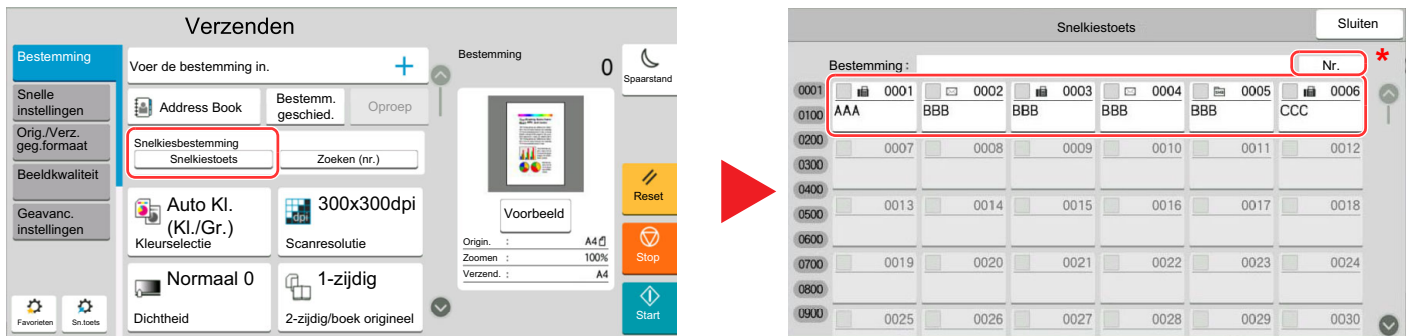 Verzenden
Bestemming
Snelle
instellingen
Orig./Verz.
geg.formaat
Beeldkwaliteit
Geavanc.
instellingen
Favorieten
Sn.toets
Voer de bestemming in.
+
Address Book
Bestemm.
geschied.
Oproep
Snelkiesbestemming
Snelkiestoets
Zoeken (nr.)
Auto Kl.
(Kl./Gr.)
Kleurselectie
dpi
300x300dpi
Scanresolutie
Normaal 0
Dichtheid
1-zijdig
2-zijdig/boek origineel
Bestemming 0
Voorbeeld
Origin. : A4
Zoomen : 100%
Verzend. : A4
Spaarstand
Reset
Stop
Start
Snelkiestoets
Sluiten
Bestemming :
Nr.
*
0001
0100
0200
0300
0400
0500
0600
0700
0800
0900
0001 0002 0003 0004 0005 0006
AAA BBB BBB BBB BBB CCC
0007 0008 0009 0010 0011 0012
0013 0014 0015 0016 0017 0018
0019 0020 0021 0022 0023 0024
0025 0026 0027 0028 0029 0030